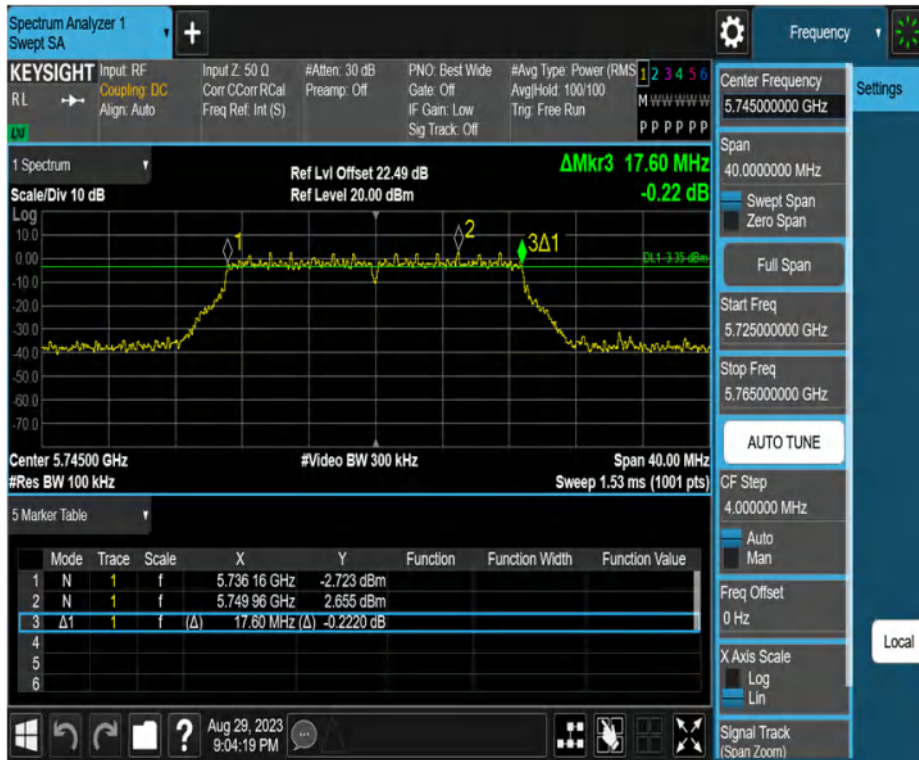 Spectrum Analyzer 1
Swept SA
+
Frequency
KEYSIGHT
RL
Input: RF
Coupling: DC
Align: Auto
Input Z: 50 Ω
Corr CCorr RCal
Freq Ref: Int (S)
#Atten: 30 dB
Preamp: Off
PNO: Best Wide
Gate: Off
IF Gain: Low
Sig Track: Off
#Avg Type: Power (RMS
Avg|Hold: 100/100
Trig: Free Run
1 2 3 4 5 6
M W W W W W
P P P P P P
LXI
1 Spectrum
Scale/Div 10 dB
Ref Lvl Offset 22.49 dB
Ref Level 20.00 dBm
ΔMkr3 17.60 MHz
-0.22 dB
Log
10.0
0.00
-10.0
-20.0
-30.0
-40.0
-50.0
-60.0
-70.0
1
2
3Δ1
DL1 -3.35 dBm
Center 5.74500 GHz
#Res BW 100 kHz
#Video BW 300 kHz
Span 40.00 MHz
Sweep 1.53 ms (1001 pts)
5 Marker Table
Mode Trace Scale X Y Function Function Width Function Value
1 N 1 f 5.736 16 GHz -2.723 dBm
2 N 1 f 5.749 96 GHz 2.655 dBm
3 Δ1 1 f (Δ) 17.60 MHz (Δ) -0.2220 dB
4
5
6
?
Aug 29, 2023
9:04:19 PM
Center Frequency
5.745000000 GHz
Span
40.0000000 MHz
Swept Span
Zero Span
Full Span
Start Freq
5.725000000 GHz
Stop Freq
5.765000000 GHz
AUTO TUNE
CF Step
4.000000 MHz
Auto
Man
Freq Offset
0 Hz
X Axis Scale
Log
Lin
Signal Track
(Span Zoom)
Settings
Local